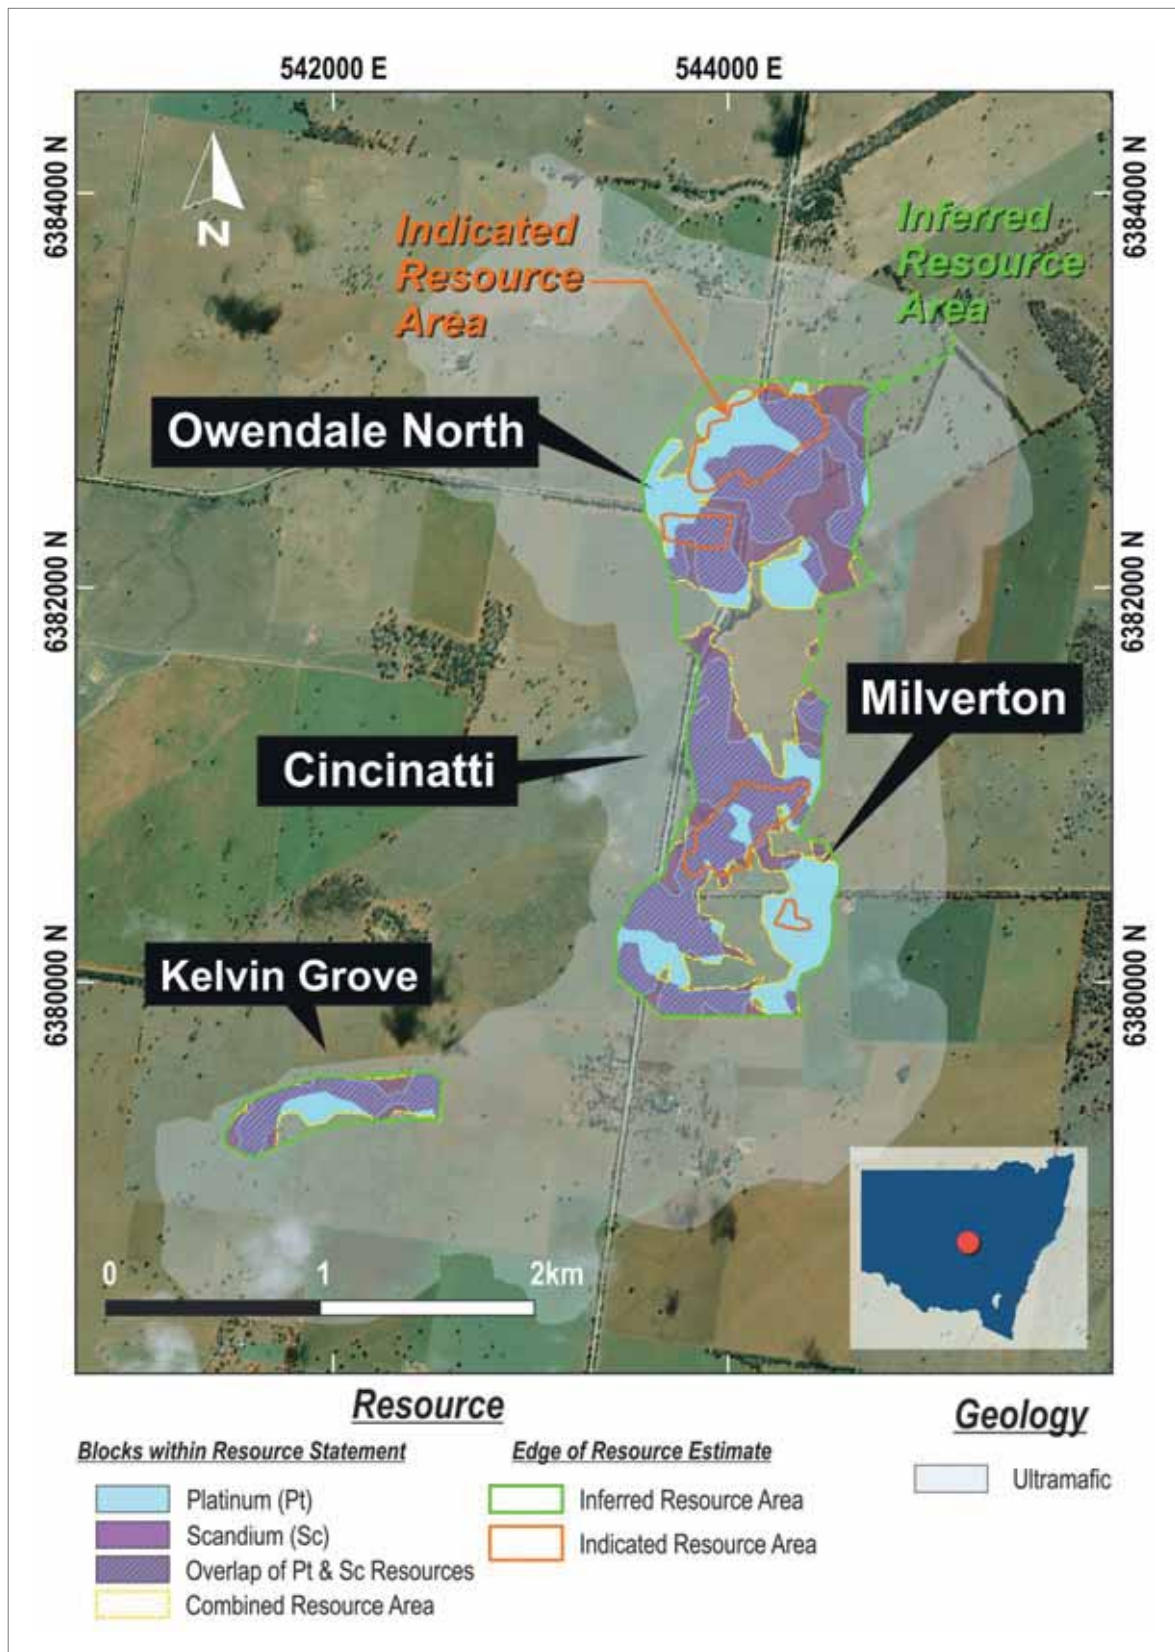 542000 E
544000 E
6384000 N
6384000 N
N
Indicated
Resource
Area
Inferred
Resource
Area
Owendale North
6382000 N
6382000 N
Milverton
Cincinatti
Kelvin Grove
6380000 N
6380000 N
0 1 2km
Resource
Geology
Blocks within Resource Statement
Edge of Resource Estimate
Platinum (Pt)
Scandium (Sc)
Overlap of Pt & Sc Resources
Combined Resource Area
Inferred Resource Area
Indicated Resource Area
Ultramafic